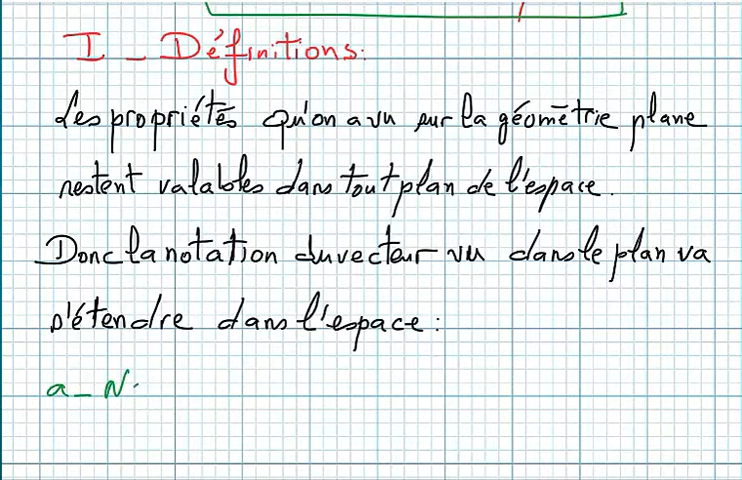 I - Définitions:
Les propriétés qu'on a vu sur la géométrie plane
restent valables dans tout plan de l'espace.
Donc la notation du vecteur vu dans le plan va
s'étendre dans l'espace :
a - N.